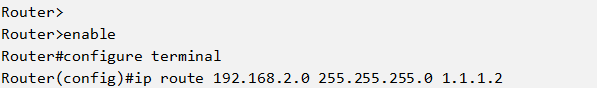 Router>
Router>enable
Router#configure terminal
Router(config)#ip route 192.168.2.0 255.255.255.0 1.1.1.2